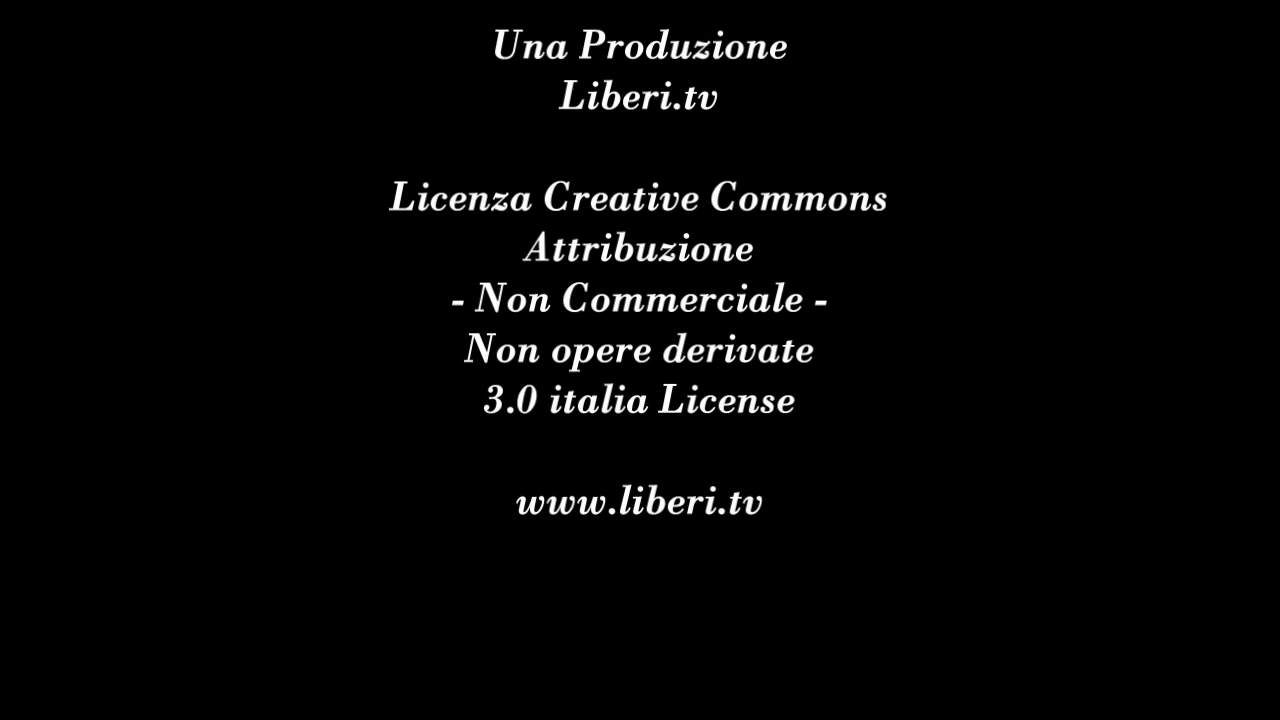 Una Produzione
Liberi.tv
Licenza Creative Commons
Attribuzione
- Non Commerciale -
Non opere derivate
3.0 italia License
www.liberi.tv